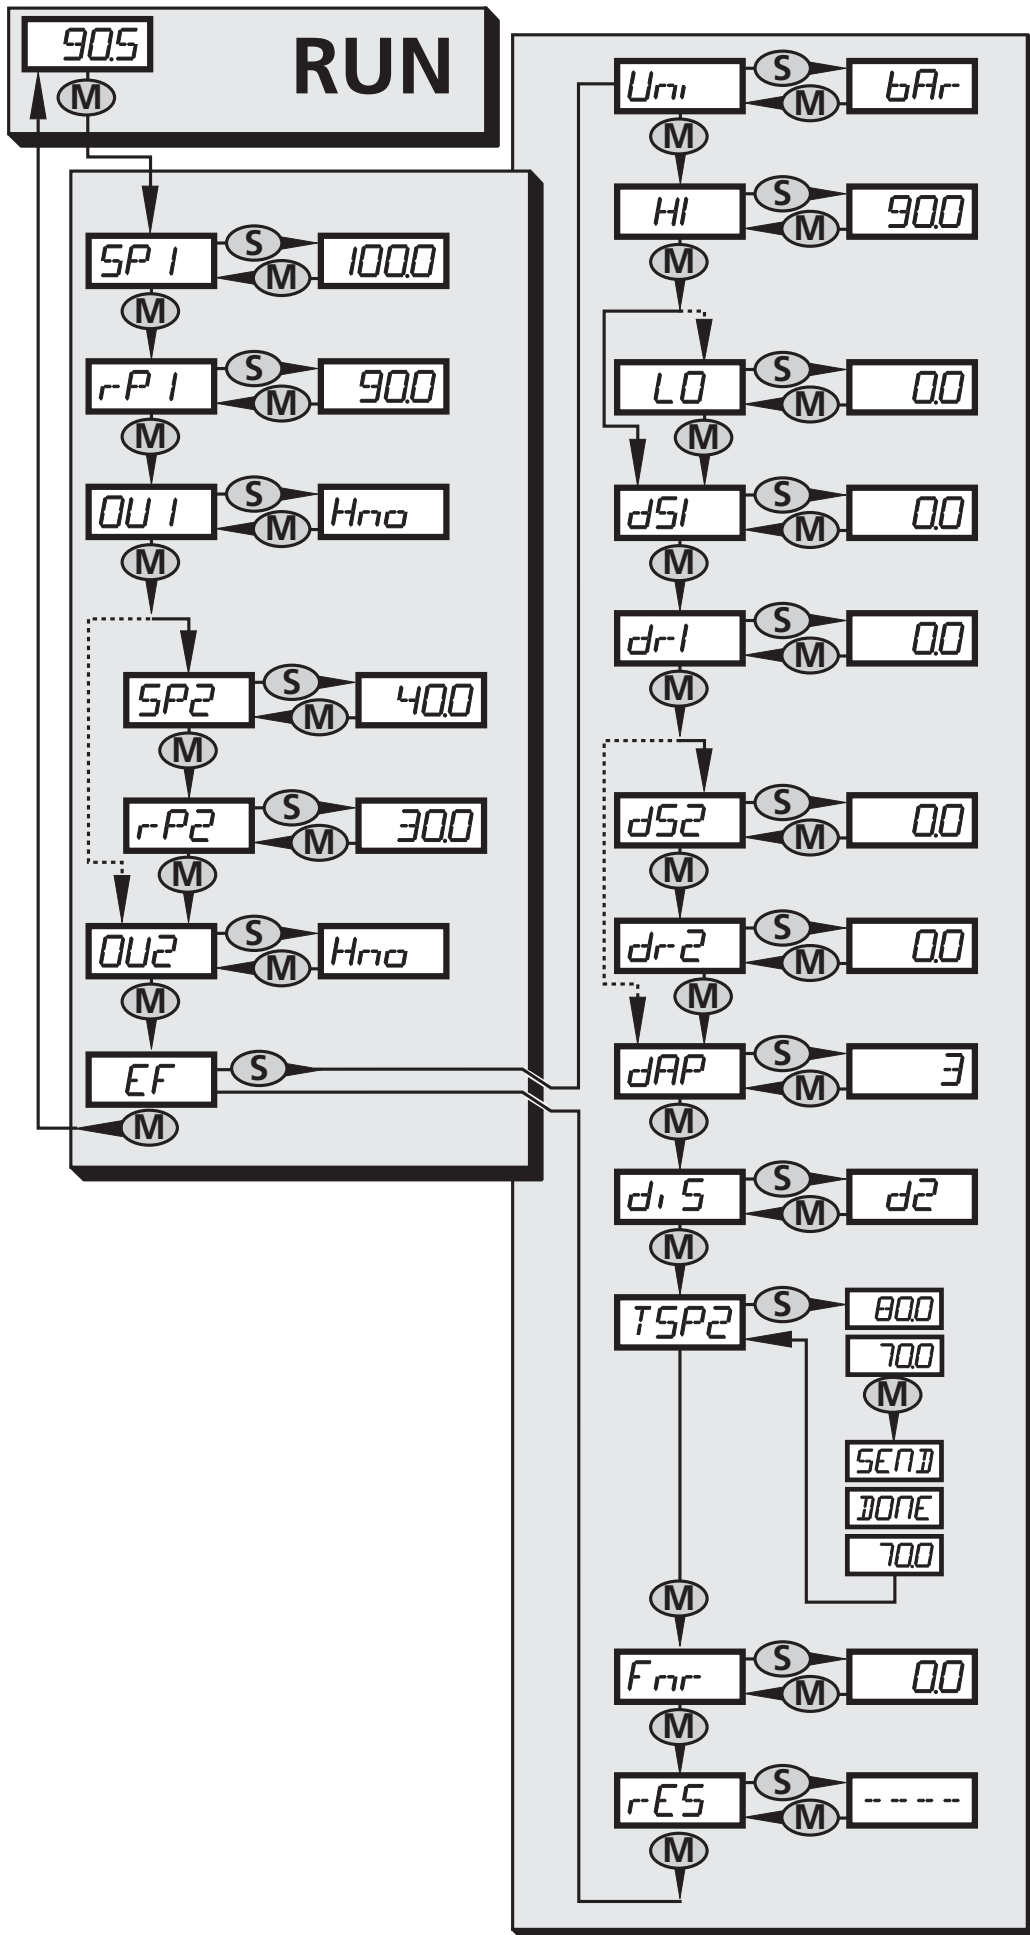 90.5
RUN
M
SP1 S 100.0
M
M
rP1 S 90.0
M
M
OU1 S Hno
M
M
SP2 S 40.0
M
M
rP2 S 30.0
M
M
OU2 S Hno
M
M
EF S
M
Uni S bAr
M
M
HI S 90.0
M
M
LO S 0.0
M
M
dS1 S 0.0
M
M
dr1 S 0.0
M
M
dS2 S 0.0
M
M
dr2 S 0.0
M
M
dAP S 3
M
M
diS S d2
M
M
TSP2 S 80.0
70.0
M
SEND
DONE
70.0
M
Fnr S 0.0
M
M
rES S ----
M
M